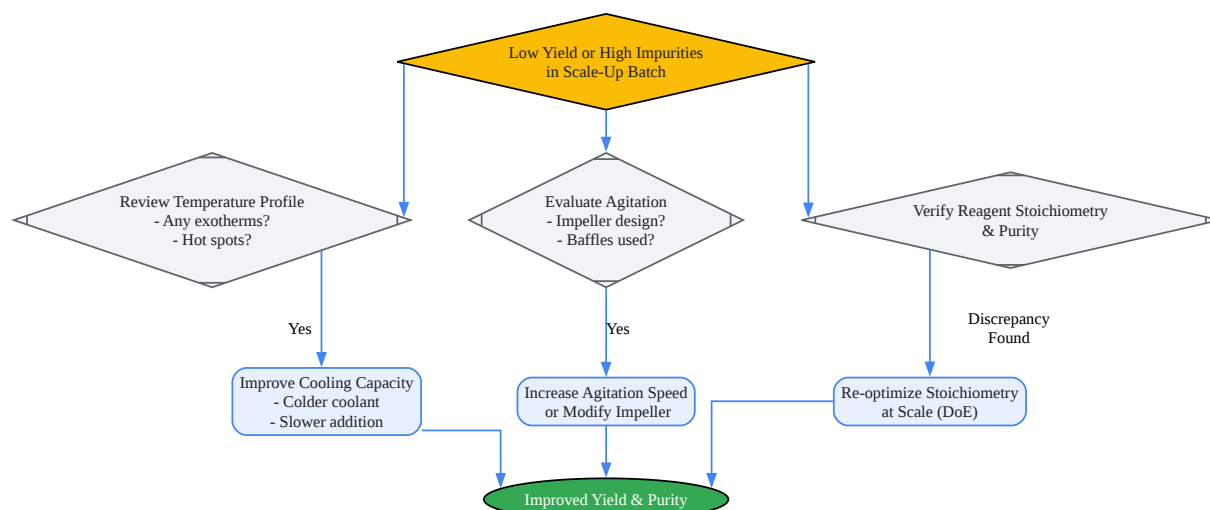 Low Yield or High Impurities
in Scale-Up Batch
Review Temperature Profile
- Any exotherms?
- Hot spots?
Evaluate Agitation
- Impeller design?
- Baffles used?
Verify Reagent Stoichiometry
& Purity
Yes
Yes
Discrepancy
Found
Improve Cooling Capacity
- Colder coolant
- Slower addition
Increase Agitation Speed
or Modify Impeller
Re-optimize Stoichiometry
at Scale (DoE)
Improved Yield & Purity